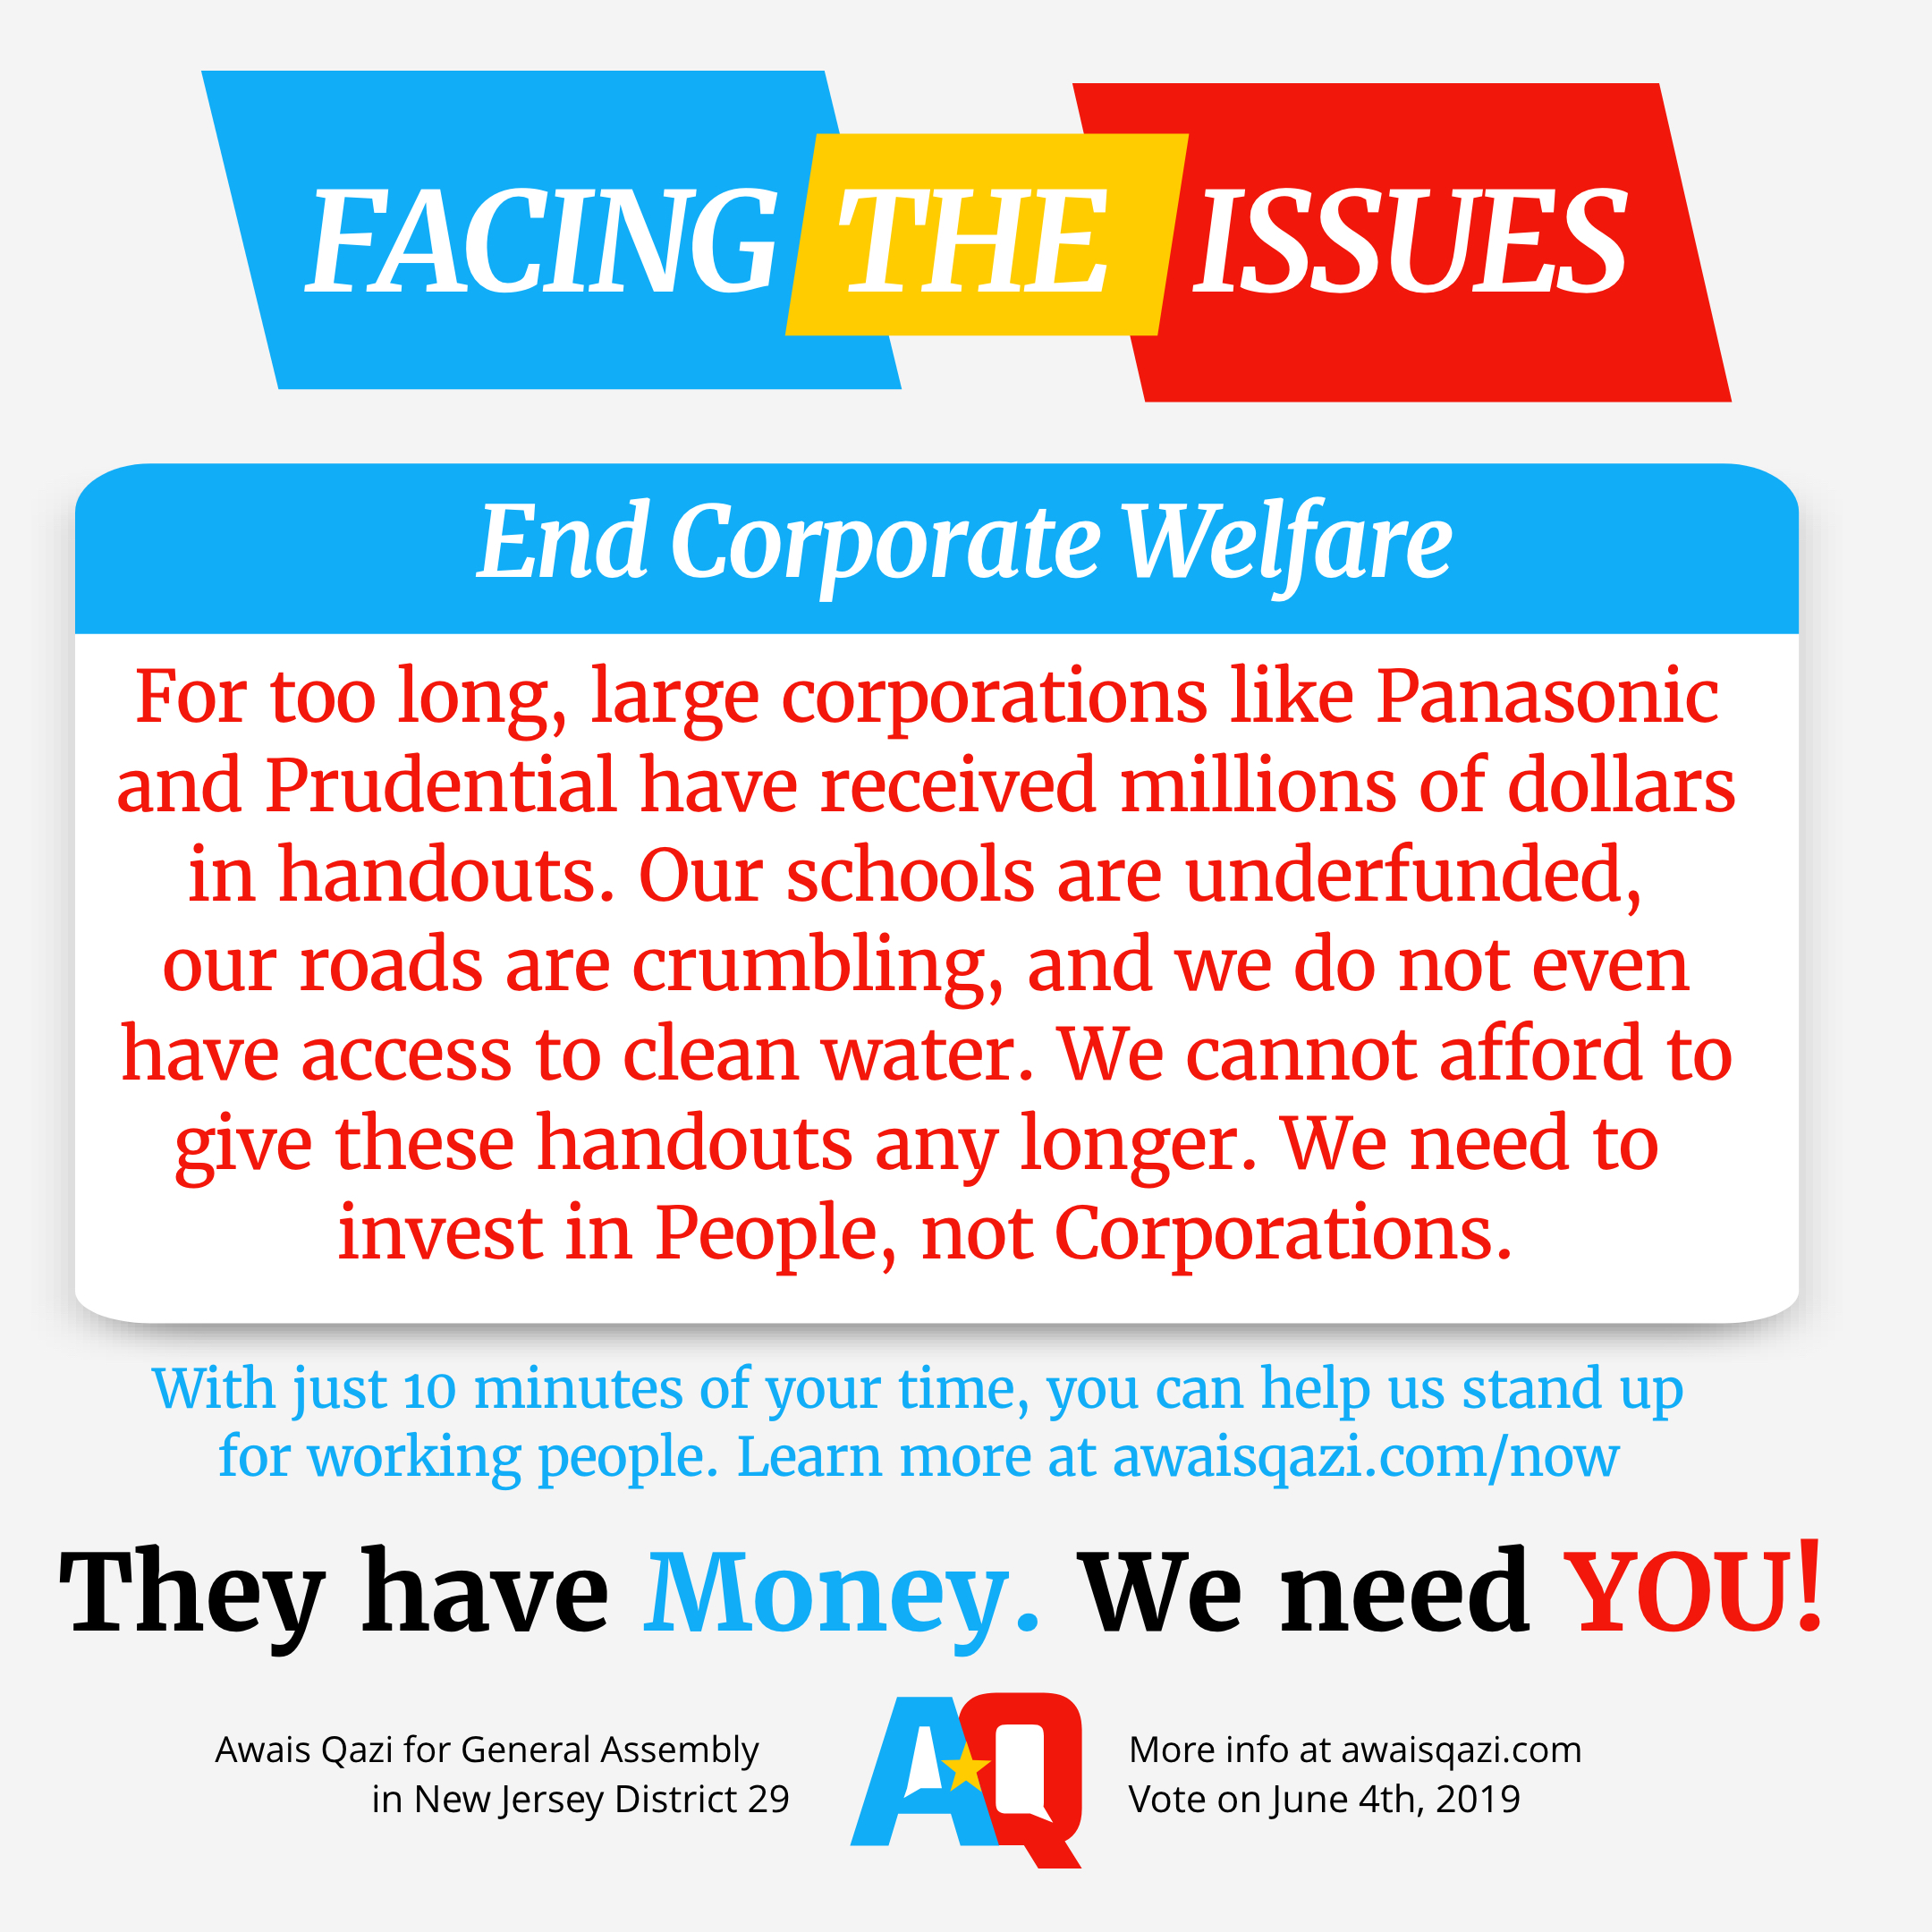 FACING THE ISSUES
End Corporate Welfare
For too long, large corporations like Panasonic
and Prudential have received millions of dollars
in handouts. Our schools are underfunded,
our roads are crumbling, and we do not even
have access to clean water. We cannot afford to
give these handouts any longer. We need to
invest in People, not Corporations.
With just 10 minutes of your time, you can help us stand up
for working people. Learn more at awaisqazi.com/now
They have Money. We need YOU!
Awais Qazi for General Assembly
in New Jersey District 29
AQ
More info at awaisqazi.com
Vote on June 4th, 2019